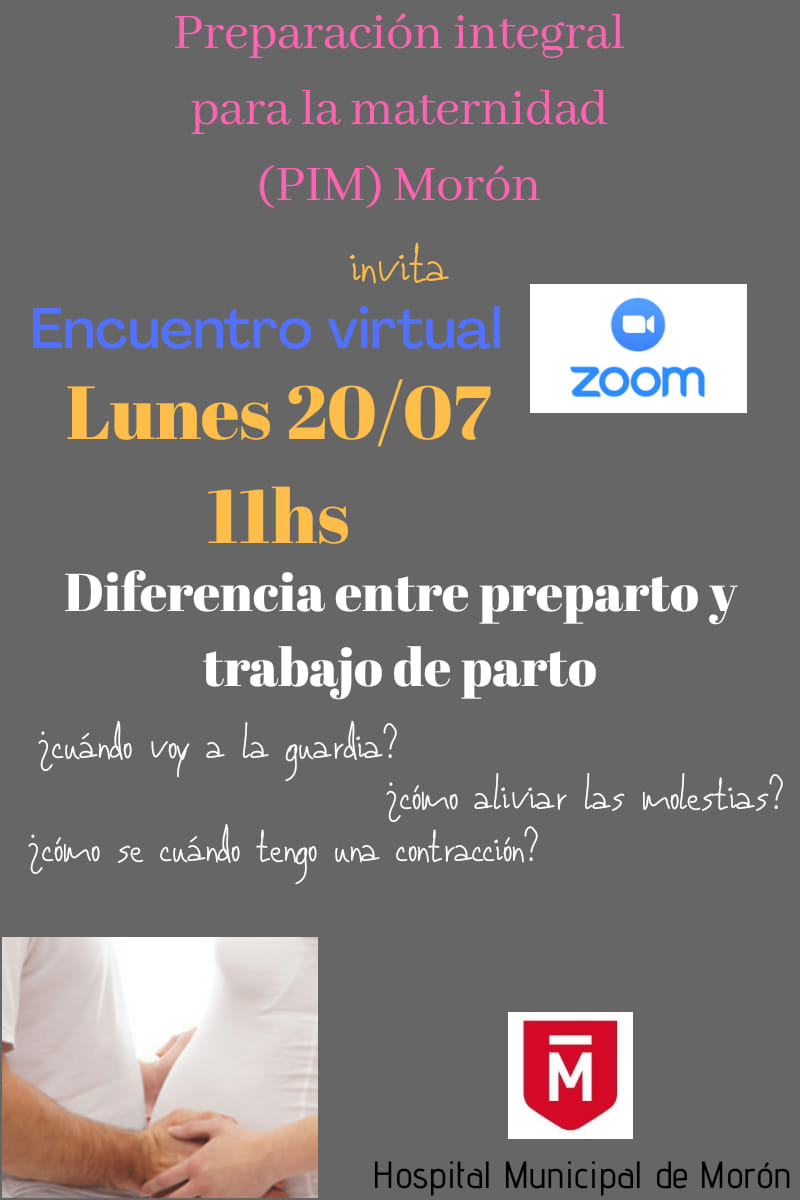 Preparación integral
para la maternidad
(PIM) Morón
invita
Encuentro virtual
zoom
Lunes 20/07
11hs
Diferencia entre preparto y
trabajo de parto
¿cuándo voy a la guardia?
¿cómo aliviar las molestias?
¿cómo se cuándo tengo una contracción?
M
Hospital Municipal de Morón